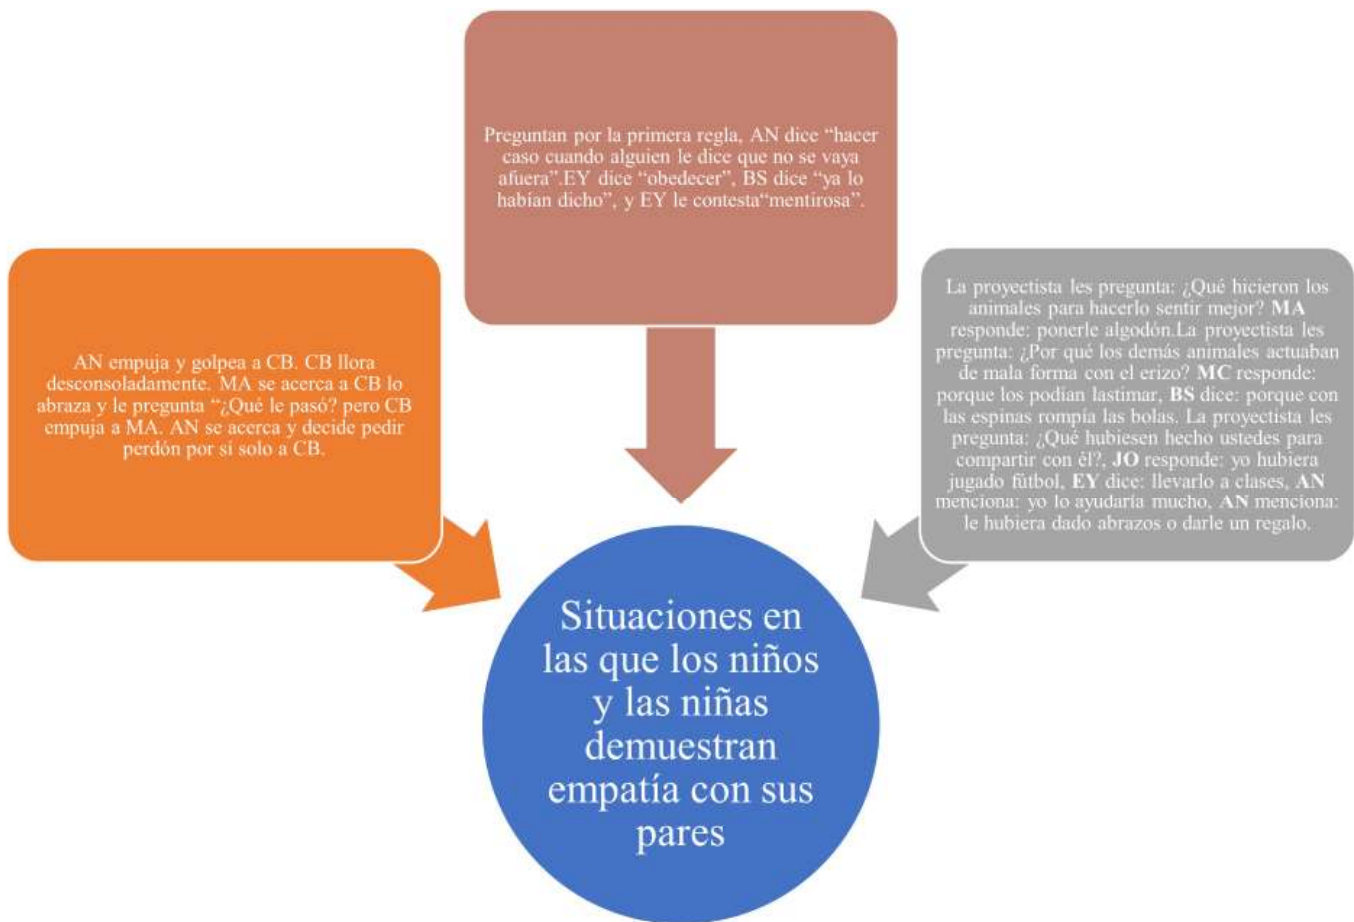 Preguntan por la primera regla, AN dice “hacer
caso cuando alguien le dice que no se vaya
afuera”.EY dice “obedecer”, BS dice “ya lo
habían dicho”, y EY le contesta“mentirosa”.
AN empuja y golpea a CB. CB llora
desconsoladamente. MA se acerca a CB lo
abraza y le pregunta “¿Qué le pasó? pero CB
empuja a MA. AN se acerca y decide pedir
perdón por sí solo a CB.
La proyectista les pregunta: ¿Qué hicieron los
animales para hacerlo sentir mejor? MA
responde: ponerle algodón.La proyectista les
pregunta: ¿Por qué los demás animales actuaban
de mala forma con el erizo? MC responde:
porque los podían lastimar, BS dice: porque con
las espinas rompía las bolas. La proyectista les
pregunta: ¿Qué hubiesen hecho ustedes para
compartir con él?, JO responde: yo hubiera
jugado fútbol, EY dice: llevarlo a clases, AN
menciona: yo lo ayudaría mucho, AN menciona:
le hubiera dado abrazos o darle un regalo.
Situaciones en
las que los niños
y las niñas
demuestran
empatía con sus
pares